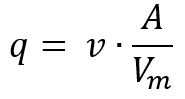 q = v · A / V_m